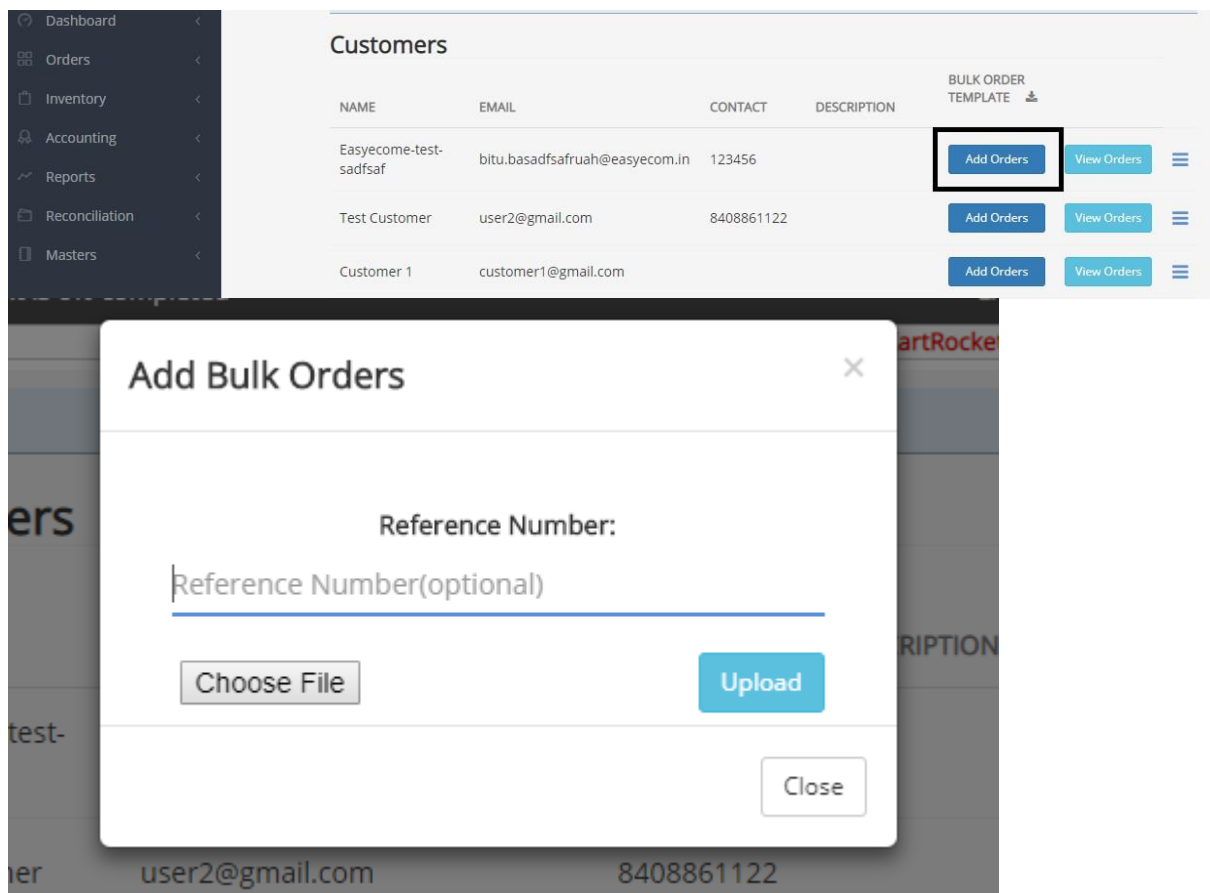 Dashboard
Orders
Inventory
Accounting
Reports
Reconciliation
Masters
Customers
NAME EMAIL CONTACT DESCRIPTION BULK ORDER
TEMPLATE
Easyecome-test-
sadfsaf bitu.basadfsafruah@easyecom.in 123456 Add Orders View Orders
Test Customer user2@gmail.com 8408861122 Add Orders View Orders
Customer 1 customer1@gmail.com Add Orders View Orders
artRocke
Add Bulk Orders ×
ers
Reference Number:
Reference Number(optional)
RIPTION
Choose File Upload
test-
Close
ner user2@gmail.com 8408861122